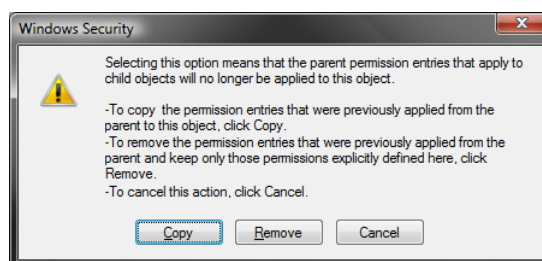 Windows Security
Selecting this option means that the parent permission entries that apply to
child objects will no longer be applied to this object.
-To copy the permission entries that were previously applied from the
parent to this object, click Copy.
-To remove the permission entries that were previously applied from the
parent and keep only those permissions explicitly defined here, click
Remove.
-To cancel this action, click Cancel.
Copy Remove Cancel